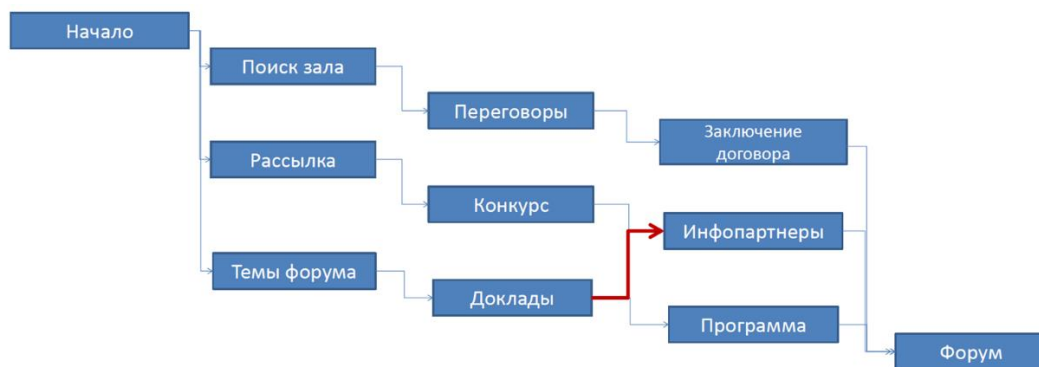 Начало
Поиск зала
Переговоры
Заключение
договора
Рассылка
Конкурс
Инфопартнеры
Темы форума
Доклады
Программа
Форум